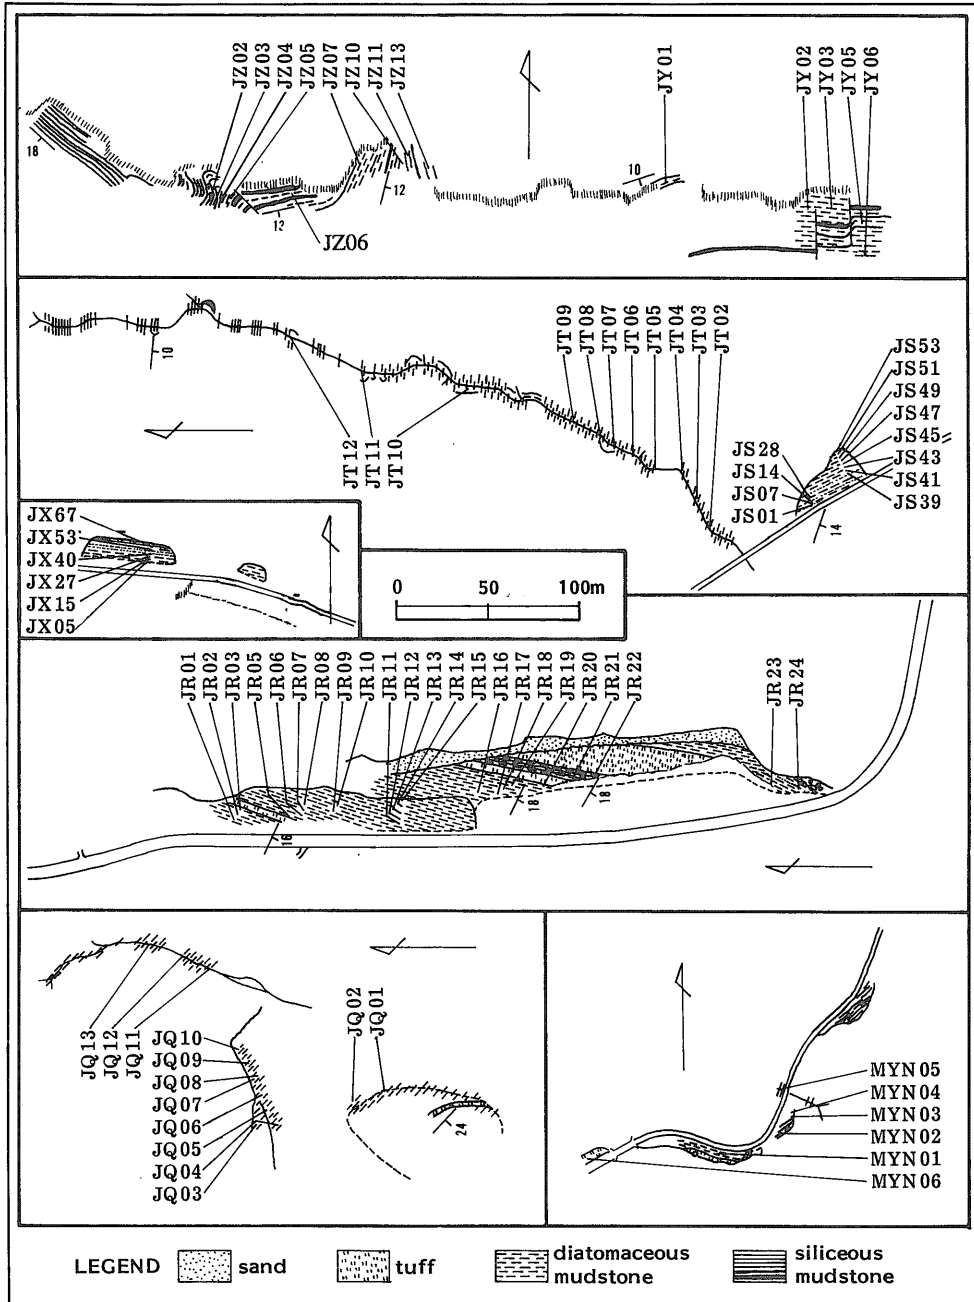 JZ02
JZ03
JZ04
JZ05
JZ07
JZ10
JZ11
JZ13
JY01
JY02
JY03
JY05
JY06
18
12
12
10
JZ06
JT09
JT08
JT07
JT06
JT05
JT04
JT03
JT02
JS53
JS51
JS49
JS47
JS45
JS43
JS41
JS39
JS28
JS14
JS07
JS01
10
14
JT12
JT11
JT10
JX67
JX53
JX40
JX27
JX15
JX05
0 50 100m
JR01
JR02
JR03
JR05
JR06
JR07
JR08
JR09
JR10
JR11
JR12
JR13
JR14
JR15
JR16
JR17
JR18
JR19
JR20
JR21
JR22
JR23
JR24
16
18
18
JQ13
JQ12
JQ11
JQ10
JQ09
JQ08
JQ07
JQ06
JQ05
JQ04
JQ03
JQ02
JQ01
24
MYN05
MYN04
MYN03
MYN02
MYN01
MYN06
LEGEND sand tuff diatomaceous mudstone siliceous mudstone